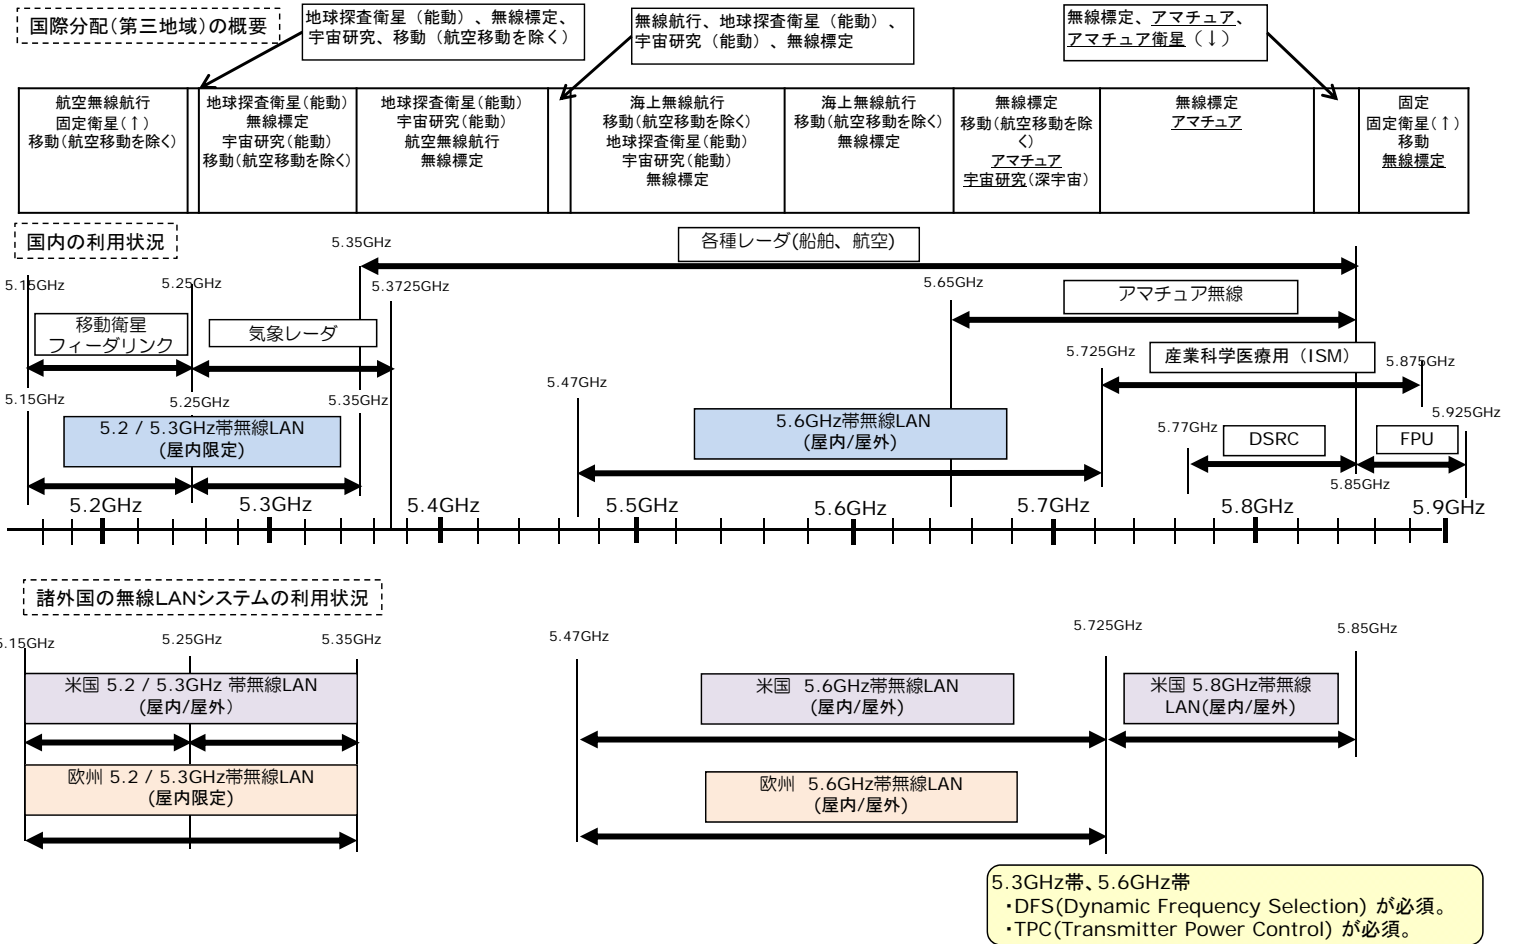 国際分配(第三地域)の概要
地球探査衛星（能動）、無線標定、
宇宙研究、移動（航空移動を除く）
無線航行、地球探査衛星（能動）、
宇宙研究（能動）、無線標定
無線標定、アマチュア、
アマチュア衛星（↓）
航空無線航行
固定衛星(↑)
移動(航空移動を除く)
地球探査衛星(能動)
無線標定
宇宙研究(能動)
移動(航空移動を除く)
地球探査衛星(能動)
宇宙研究(能動)
航空無線航行
無線標定
海上無線航行
移動(航空移動を除く)
地球探査衛星(能動)
宇宙研究(能動)
無線標定
海上無線航行
移動(航空移動を除く)
無線標定
無線標定
移動(航空移動を除
く)
アマチュア
宇宙研究(深宇宙)
無線標定
アマチュア
固定
固定衛星(↑)
移動
無線標定
国内の利用状況
5.35GHz
各種レーダ(船舶、航空)
5.15GHz
5.25GHz
5.3725GHz
5.65GHz
アマチュア無線
移動衛星
フィーダリンク
気象レーダ
5.725GHz
産業科学医療用（ISM）
5.875GHz
5.47GHz
5.15GHz
5.25GHz
5.35GHz
5.925GHz
5.2 / 5.3GHz帯無線LAN
(屋内限定)
5.6GHz帯無線LAN
(屋内/屋外)
5.77GHz
DSRC
FPU
5.85GHz
5.2GHz
5.3GHz
5.4GHz
5.5GHz
5.6GHz
5.7GHz
5.8GHz
5.9GHz
諸外国の無線LANシステムの利用状況
5.15GHz
5.25GHz
5.35GHz
5.47GHz
5.725GHz
5.85GHz
米国 5.2 / 5.3GHz 帯無線LAN
(屋内/屋外)
米国 5.6GHz帯無線LAN
(屋内/屋外)
米国 5.8GHz帯無線
LAN(屋内/屋外)
欧州 5.2 / 5.3GHz帯無線LAN
(屋内限定)
欧州 5.6GHz帯無線LAN
(屋内/屋外)
5.3GHz帯、5.6GHz帯
・DFS(Dynamic Frequency Selection) が必須。
・TPC(Transmitter Power Control) が必須。